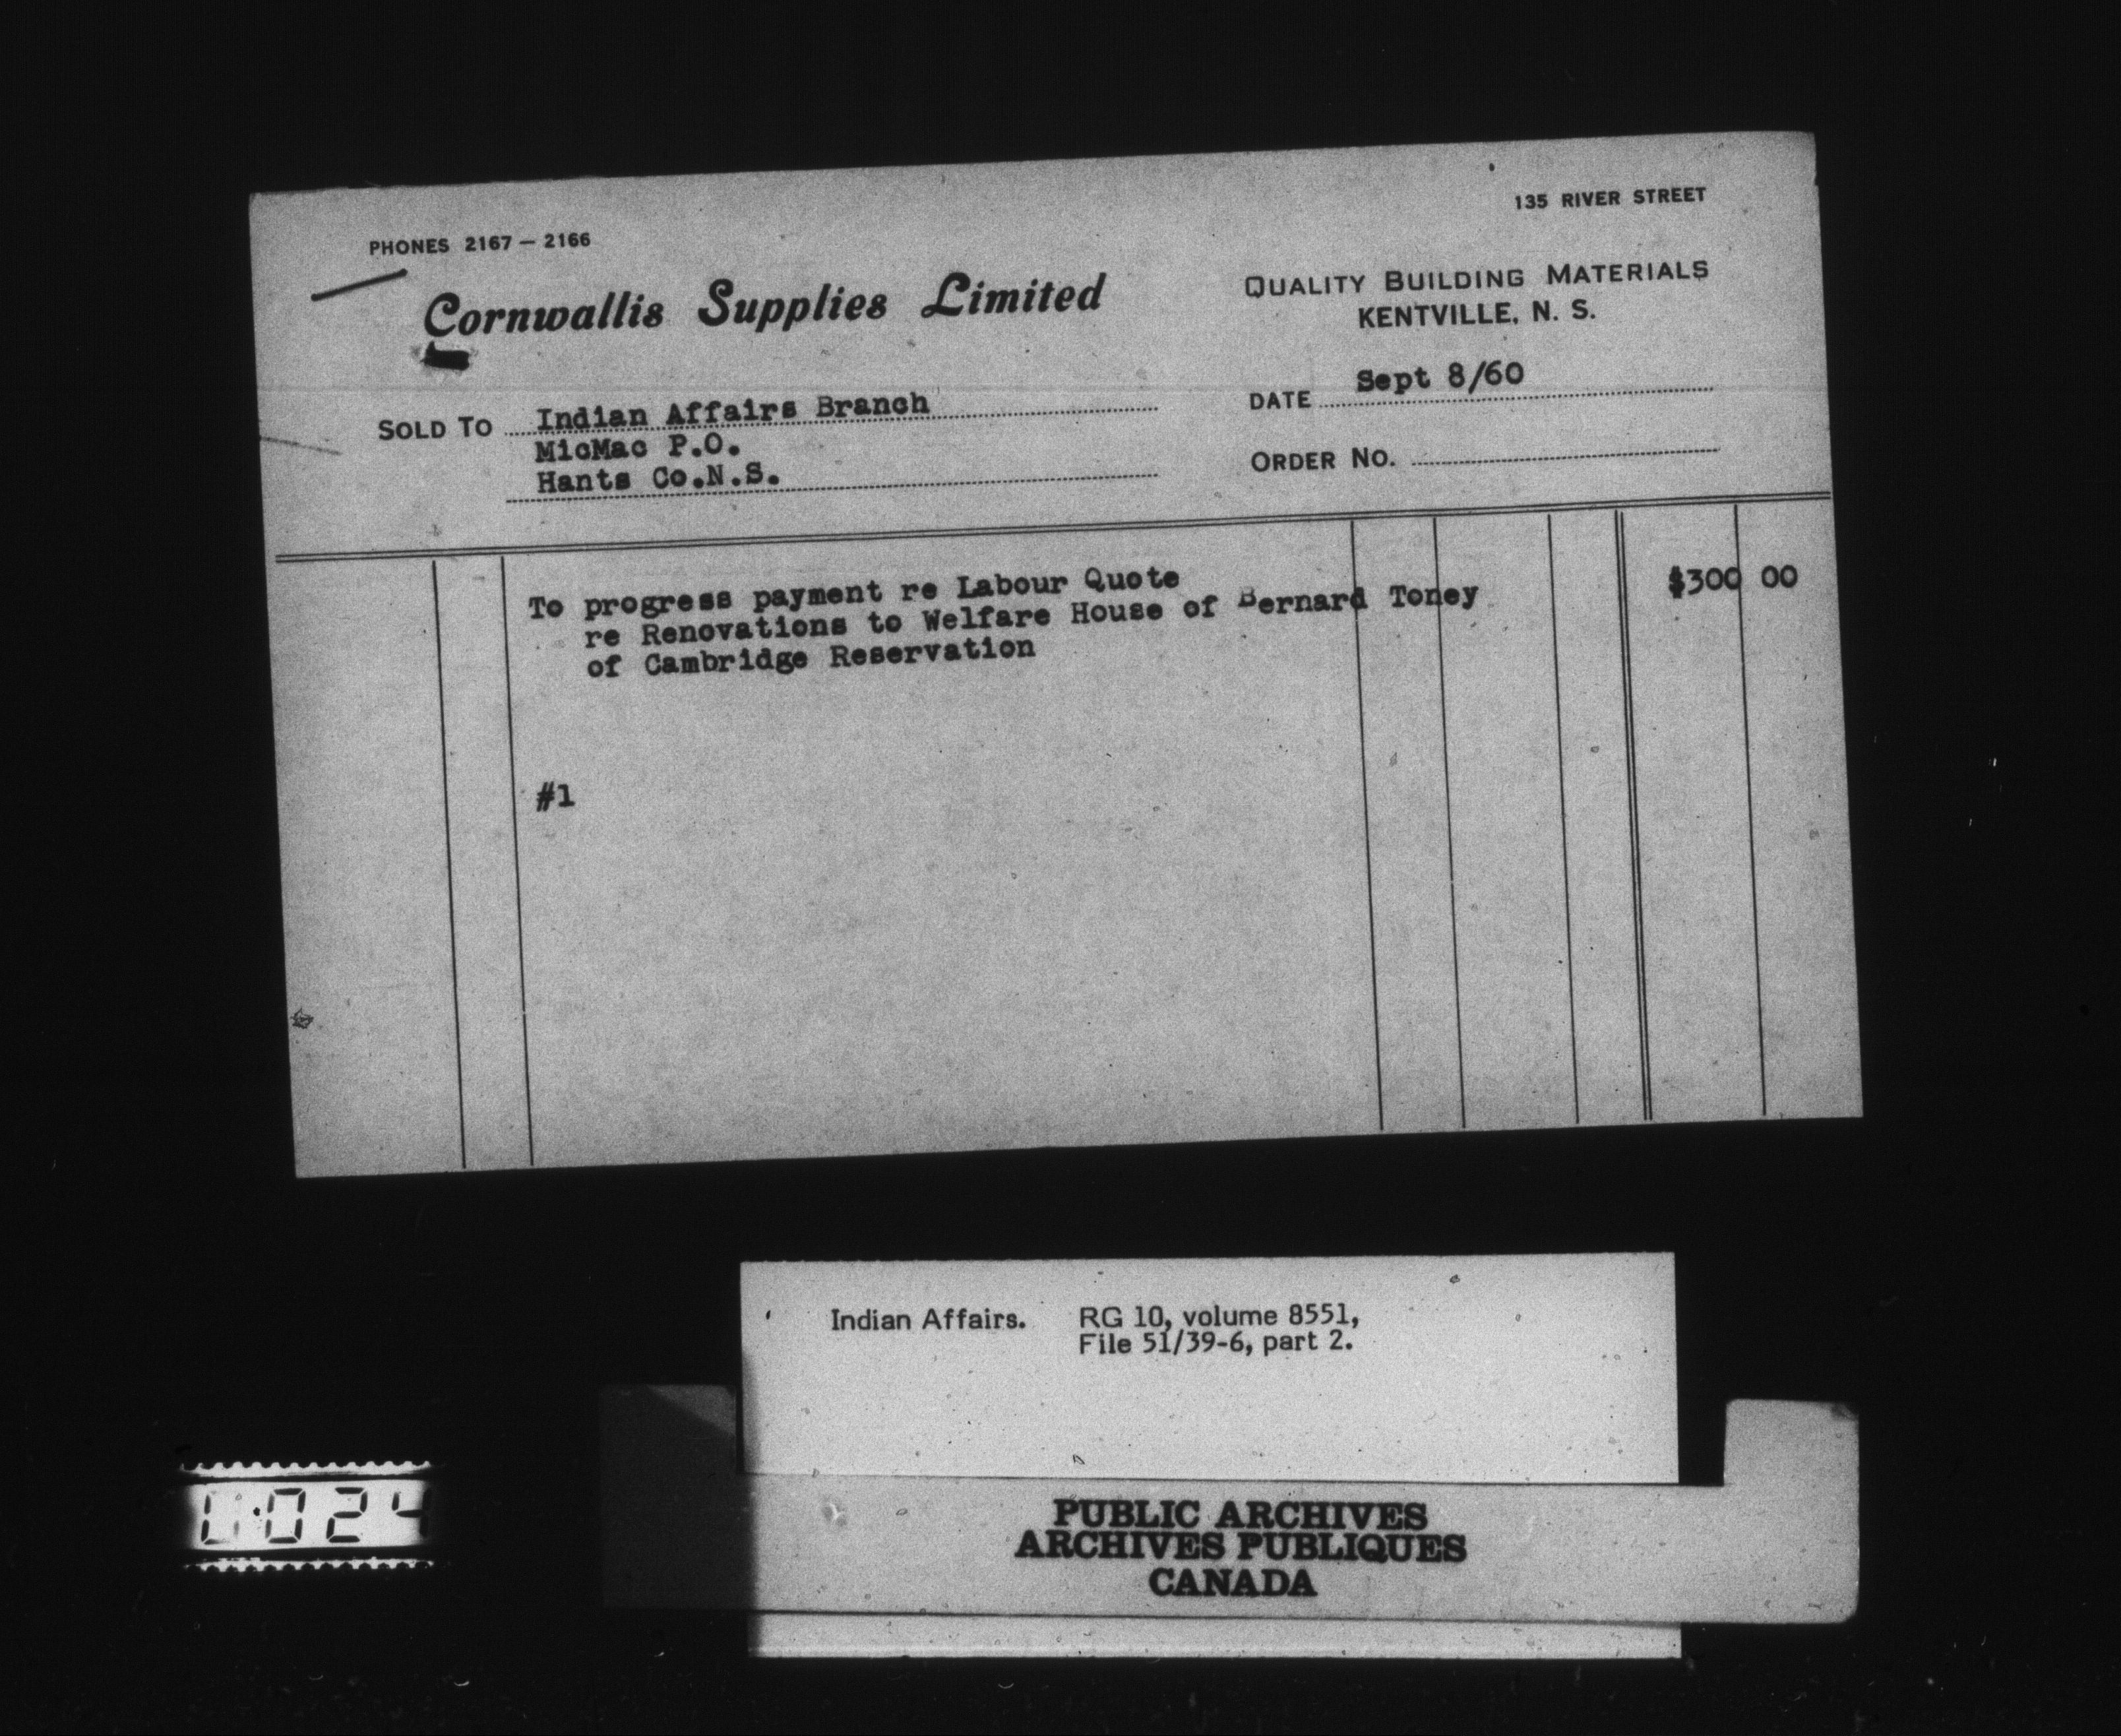 135 RIVER STREET
PHONES 2167 — 2166
Cornwallis Supplies Limited
QUALITY BUILDING MATERIALS
KENTVILLE, N. S.
DATE Sept 8/60
SOLD TO Indian Affairs Branch
MicMac P.O.
Hants Co.N.S.
ORDER NO.
To progress payment re Labour Quote
re Renovations to Welfare House of Bernard Toney
of Cambridge Reservation
$300 00
#1
Indian Affairs. RG 10, volume 8551,
File 51/39-6, part 2.
PUBLIC ARCHIVES
ARCHIVES PUBLIQUES
CANADA